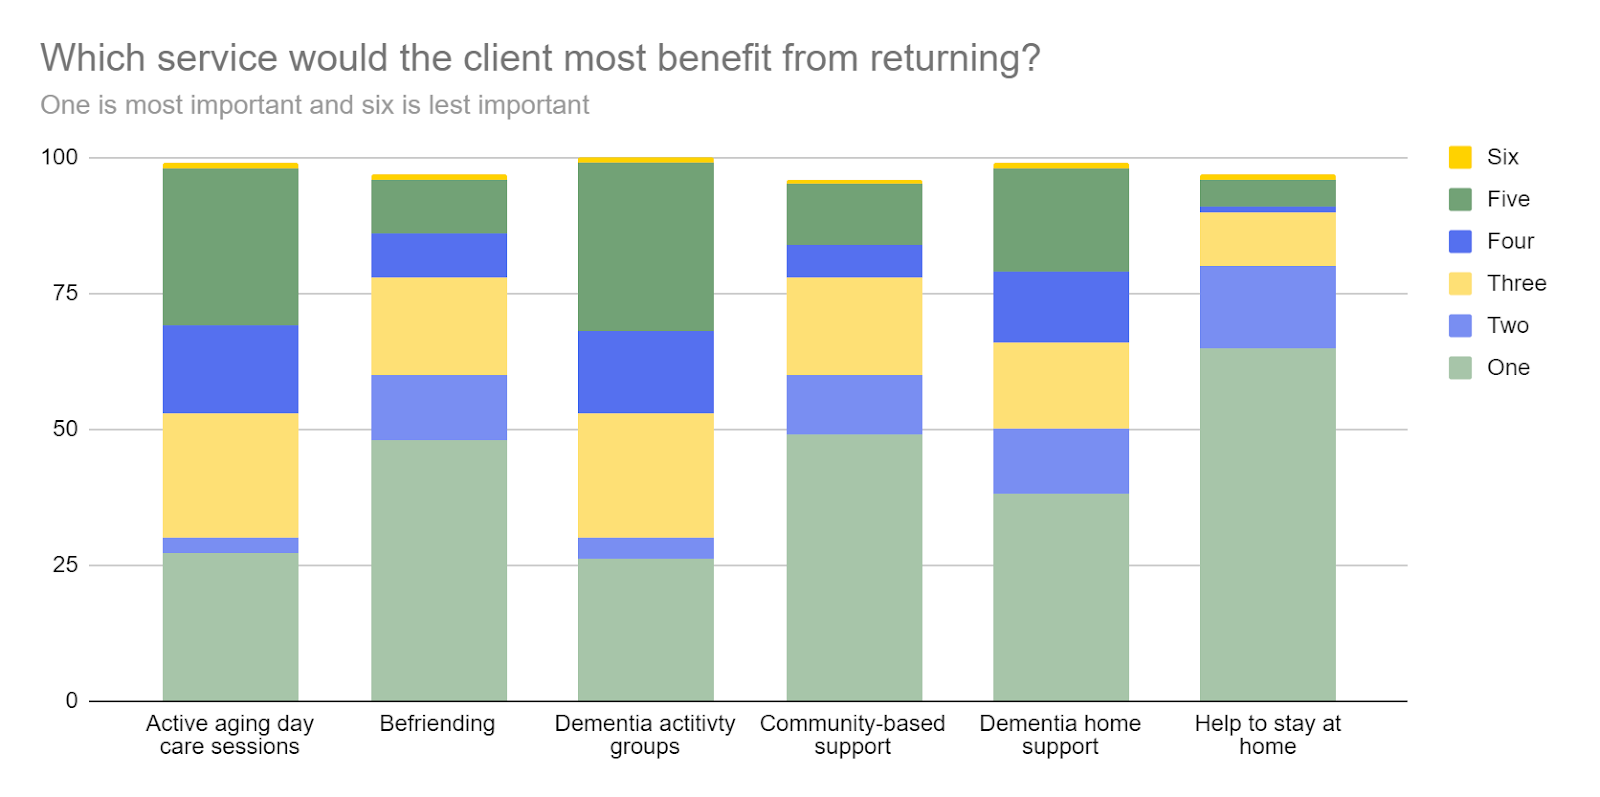 Which service would the client most benefit from returning?
One is most important and six is lest important
100
75
50
25
0
Six
Five
Four
Three
Two
One
Active aging day
care sessions
Befriending
Dementia actitivty
groups
Community-based
support
Dementia home
support
Help to stay at
home